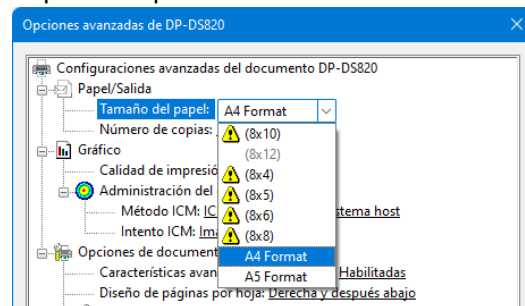 Opciones avanzadas de DP-DS820
Configuraciones avanzadas del documento DP-DS820
Papel/Salida
Tamaño del papel: A4 Format
Número de copias:
(8x10)
Gráfico
(8x12)
Calidad de impresió
(8x4)
Administración del
(8x5)
Método ICM: IC
(8x6)
stema host
Intento ICM: Ima
(8x8)
Opciones de document
A4 Format
Características avan
A5 Format
Habilitadas
Diseño de páginas por hoja: Derecha y después abajo